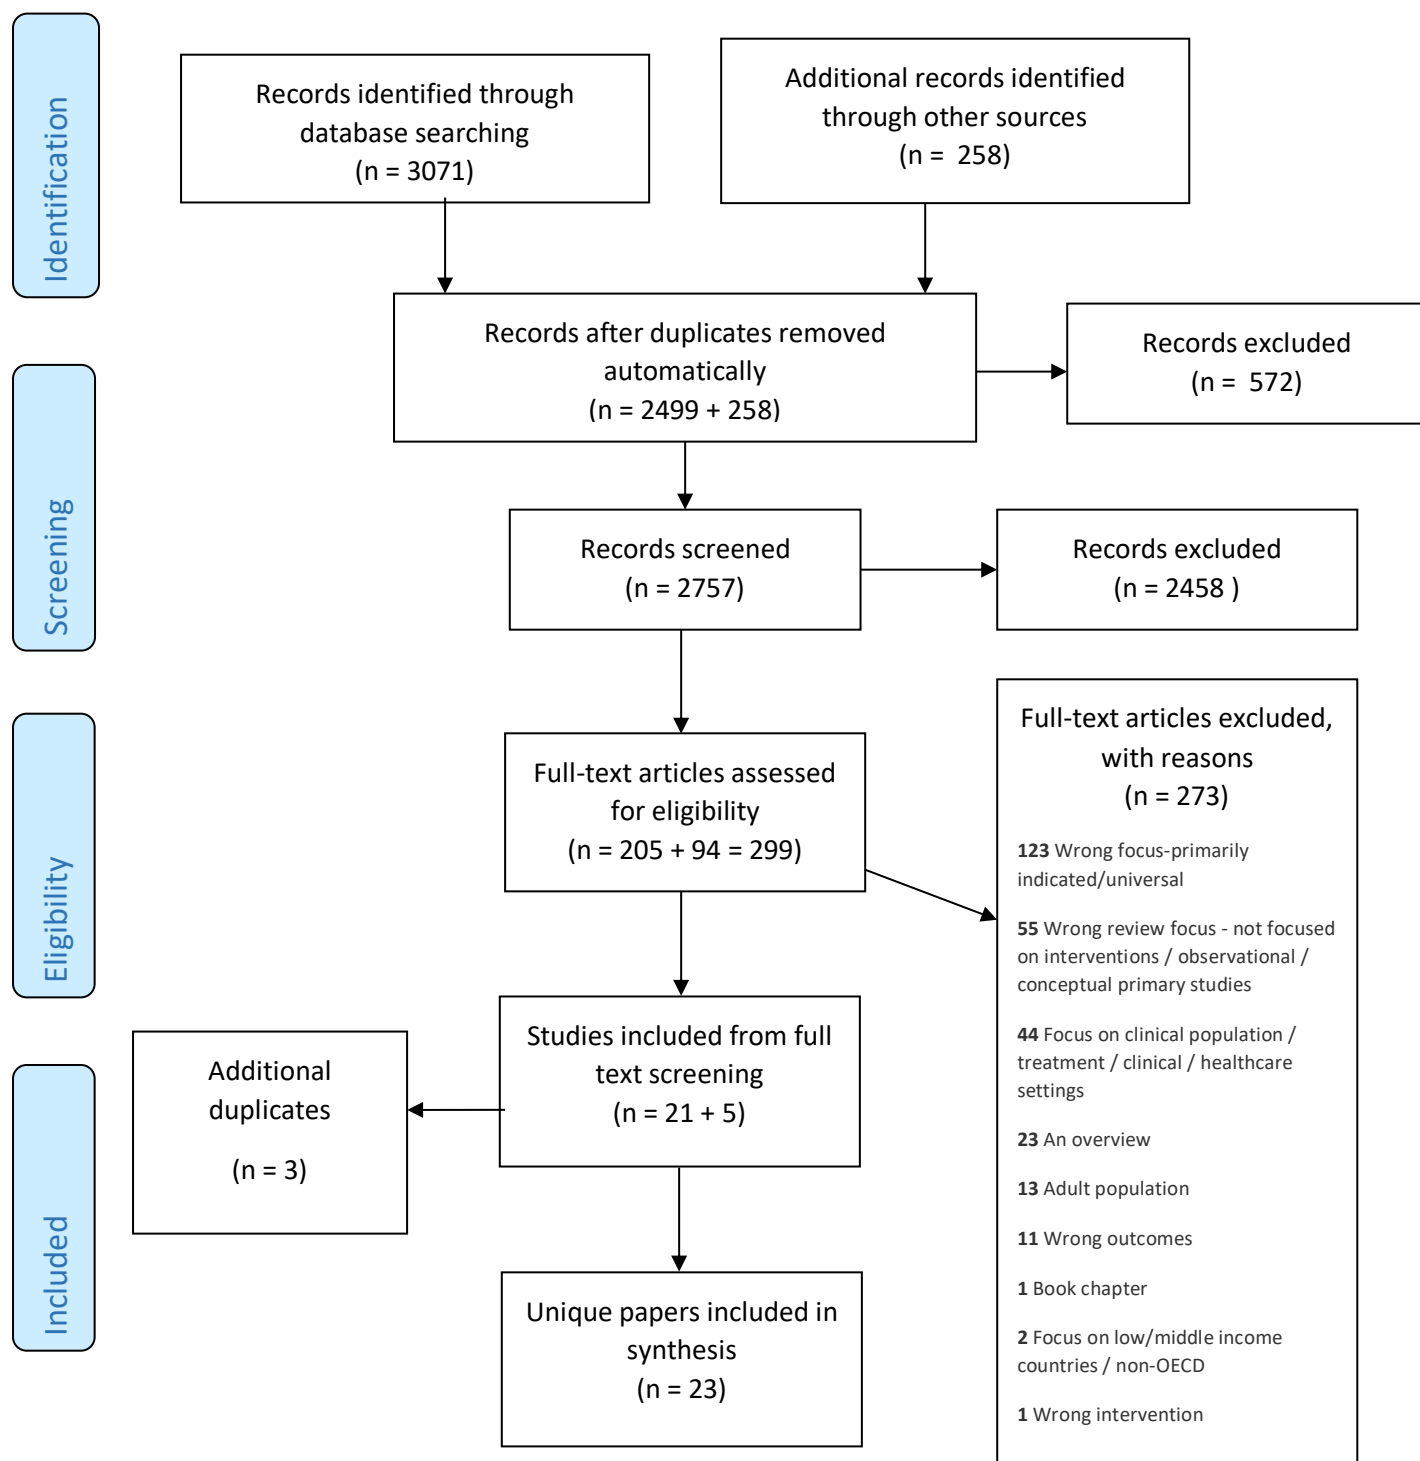 Identification
Records identified through
database searching
(n = 3071)
Additional records identified
through other sources
(n = 258)
Records after duplicates removed
automatically
(n = 2499 + 258)
Records excluded
(n = 572)
Screening
Records screened
(n = 2757)
Records excluded
(n = 2458 )
Eligibility
Full-text articles assessed
for eligibility
(n = 205 + 94 = 299)
Full-text articles excluded,
with reasons
(n = 273)
123 Wrong focus-primarily
indicated/universal
55 Wrong review focus - not focused
on interventions / observational /
conceptual primary studies
44 Focus on clinical population /
treatment / clinical / healthcare
settings
23 An overview
13 Adult population
11 Wrong outcomes
1 Book chapter
2 Focus on low/middle income
countries / non-OECD
1 Wrong intervention
Included
Studies included from full
text screening
(n = 21 + 5)
Additional
duplicates
(n = 3)
Unique papers included in
synthesis
(n = 23)